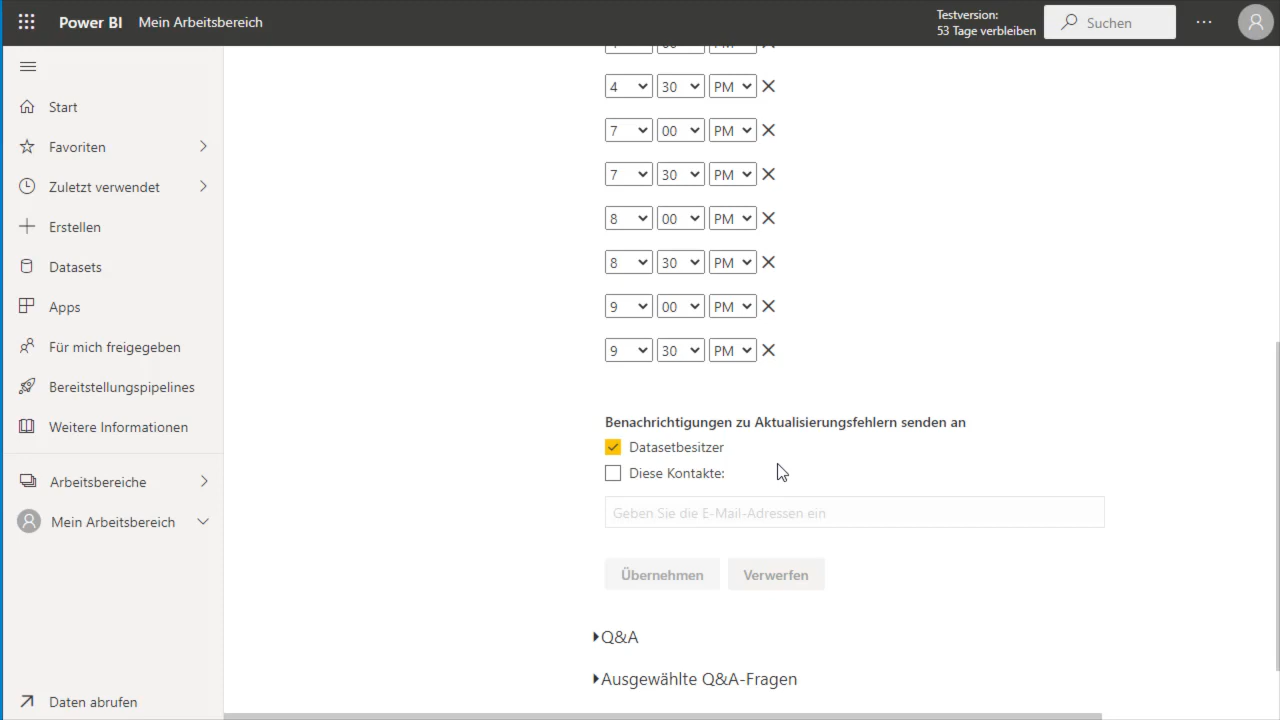 Power BI Mein Arbeitsbereich
Testversion:
53 Tage verbleiben
Suchen
Start
Favoriten
Zuletzt verwendet
Erstellen
Datasets
Apps
Für mich freigegeben
Bereitstellungspipelines
Weitere Informationen
Arbeitsbereiche
Mein Arbeitsbereich
Daten abrufen
4 30 PM
7 00 PM
7 30 PM
8 00 PM
8 30 PM
9 00 PM
9 30 PM
Benachrichtigungen zu Aktualisierungsfehlern senden an
Datasetbesitzer
Diese Kontakte:
Geben Sie die E-Mail-Adressen ein
Übernehmen Verwerfen
Q&A
Ausgewählte Q&A-Fragen